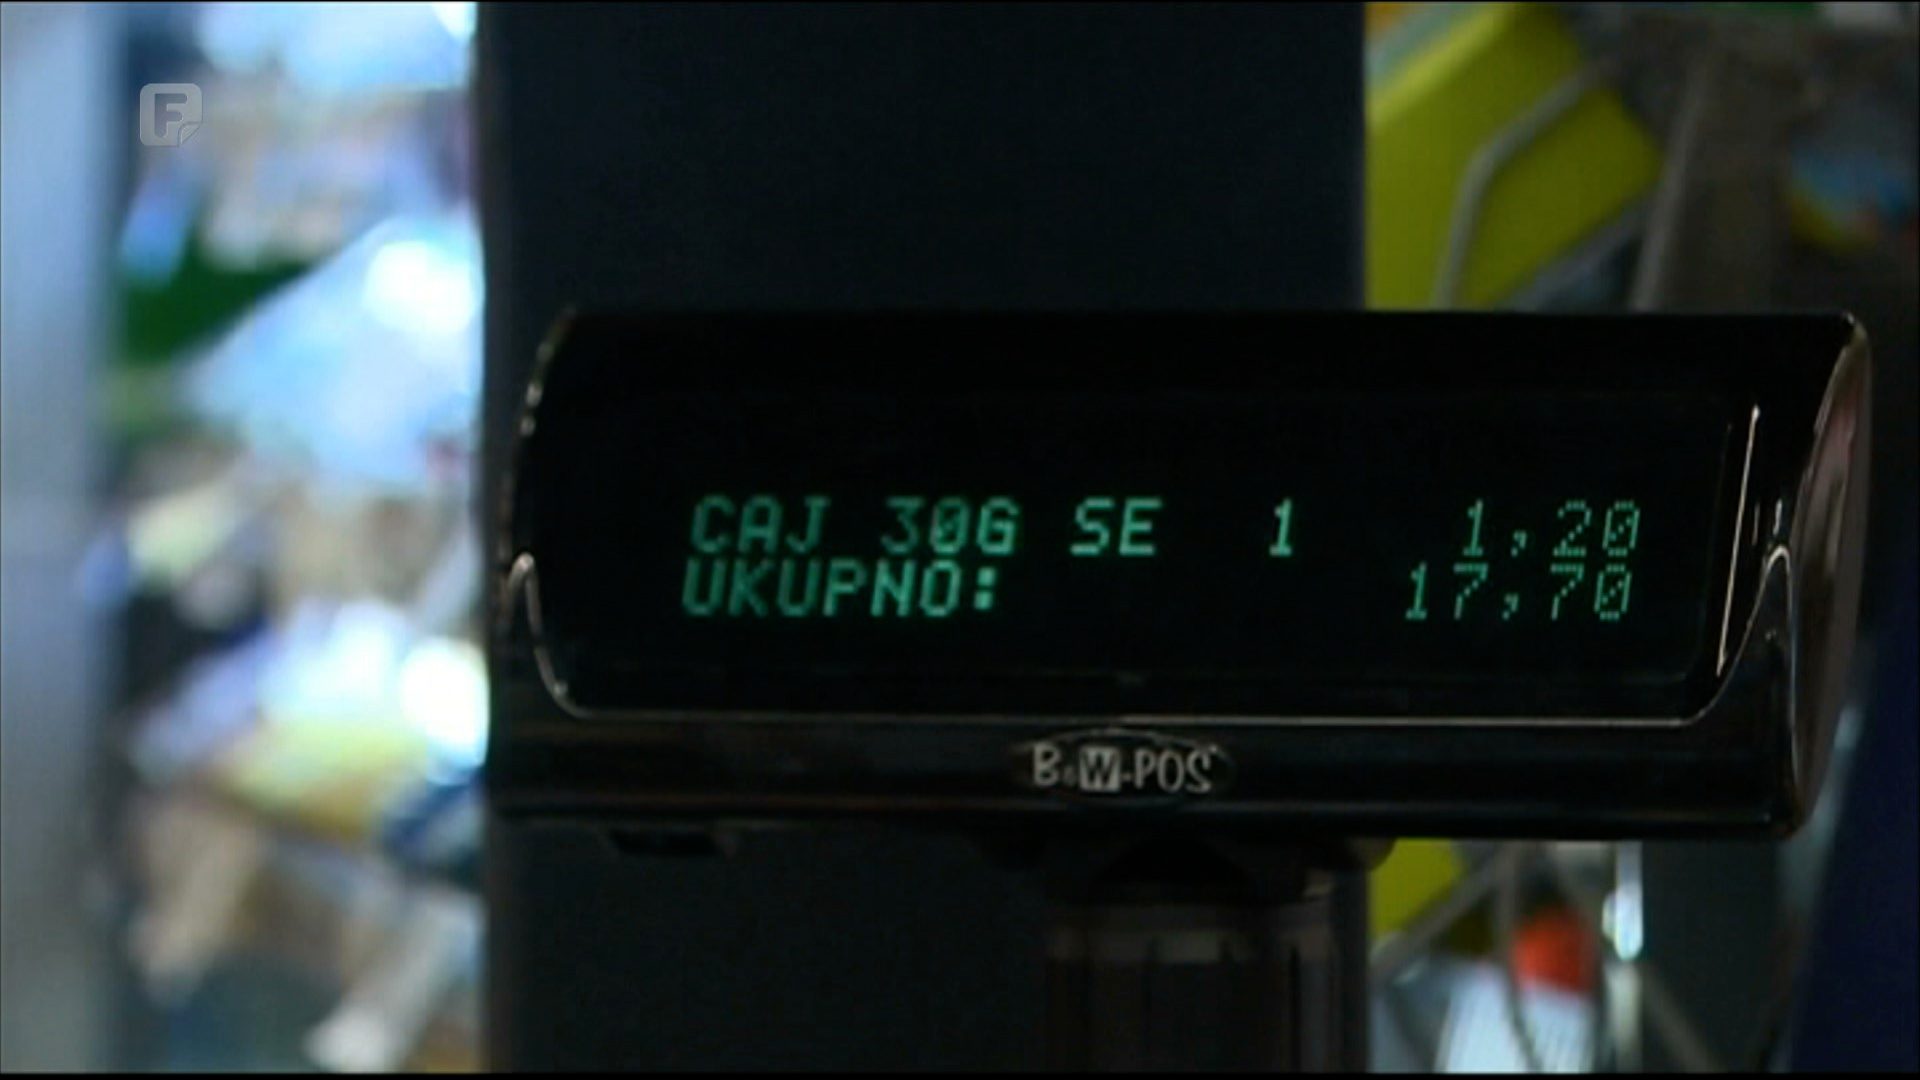 F
CAJ 30G SE 1 1,20
UKUPNO: 17,70
B&W-POS